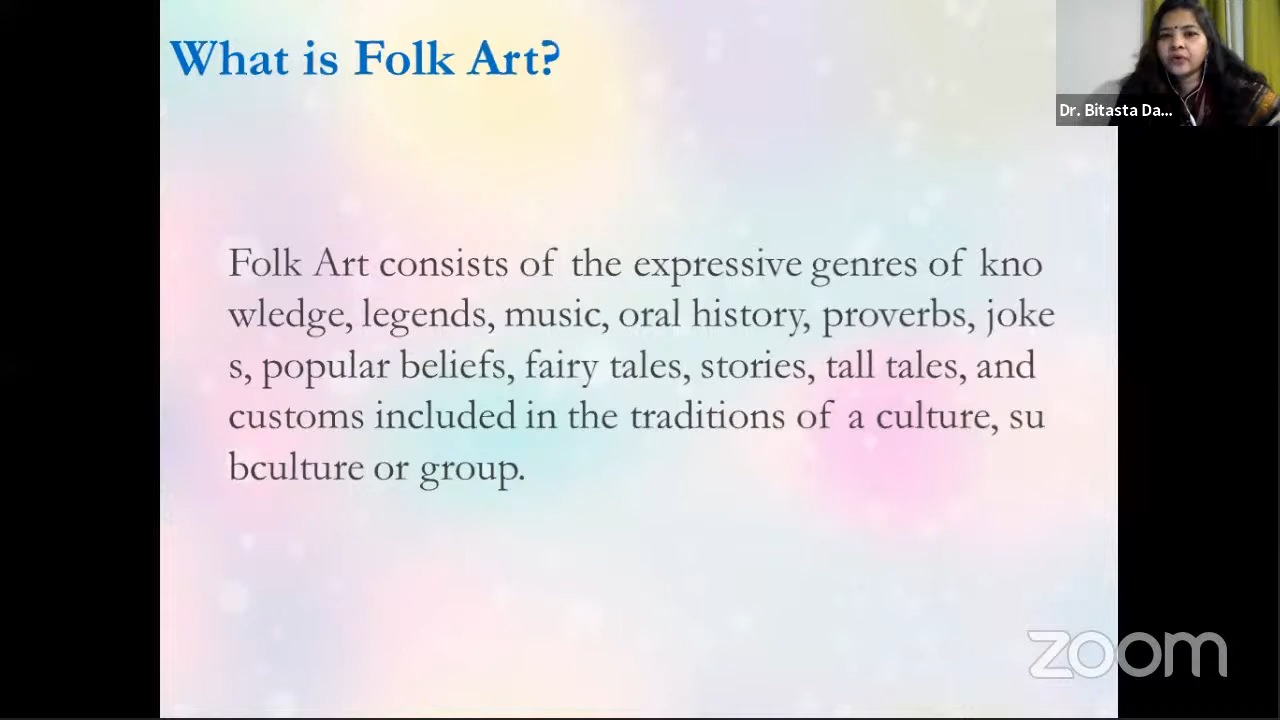 What is Folk Art?
Dr. Bitasta Da...
Folk Art consists of the expressive genres of kno
wledge, legends, music, oral history, proverbs, joke
s, popular beliefs, fairy tales, stories, tall tales, and
customs included in the traditions of a culture, su
bculture or group.
zoom